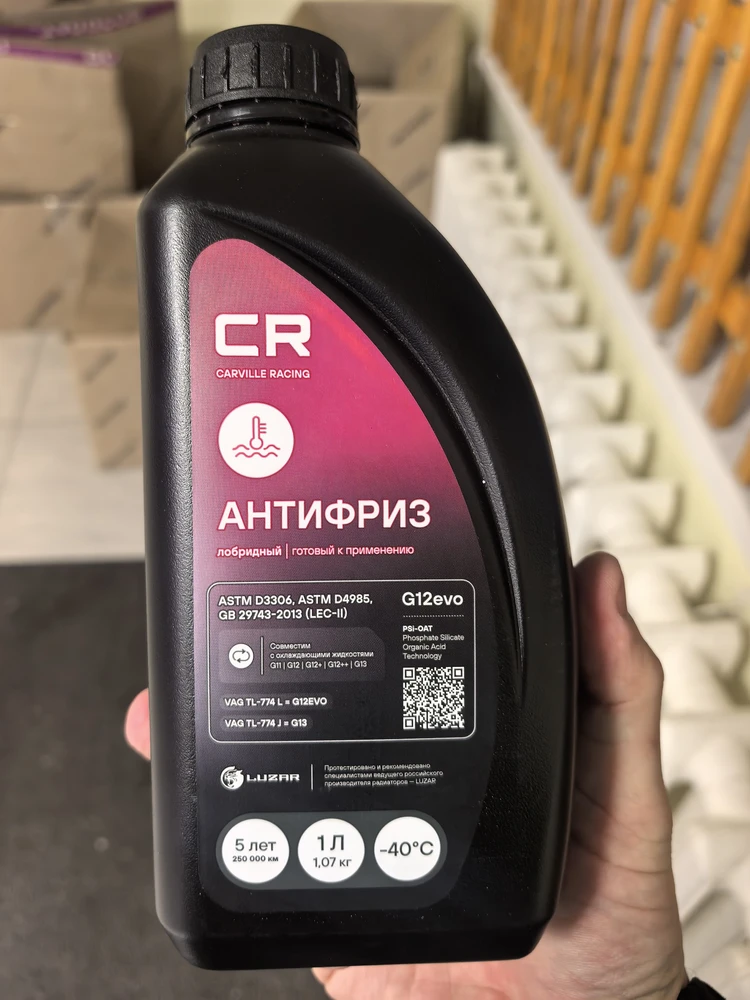 CR
CARVILLE RACING
АНТИФРИЗ
лобридный | готовый к применению
ASTM D3306, ASTM D4985,
GB 29743-2013 (LEC-II)
G12evo
PSi-OAT
Phosphate Silicate
Organic Acid
Technology
Совместим
с охлаждающими жидкостями
G11 | G12 | G12+ | G12++ | G13
VAG TL-774 L = G12EVO
VAG TL-774 J = G13
LUZAR
Протестировано и рекомендовано
специалистами ведущего российского
производителя радиаторов — LUZAR
5 лет
250 000 км
1 Л
1,07 кг
-40°C